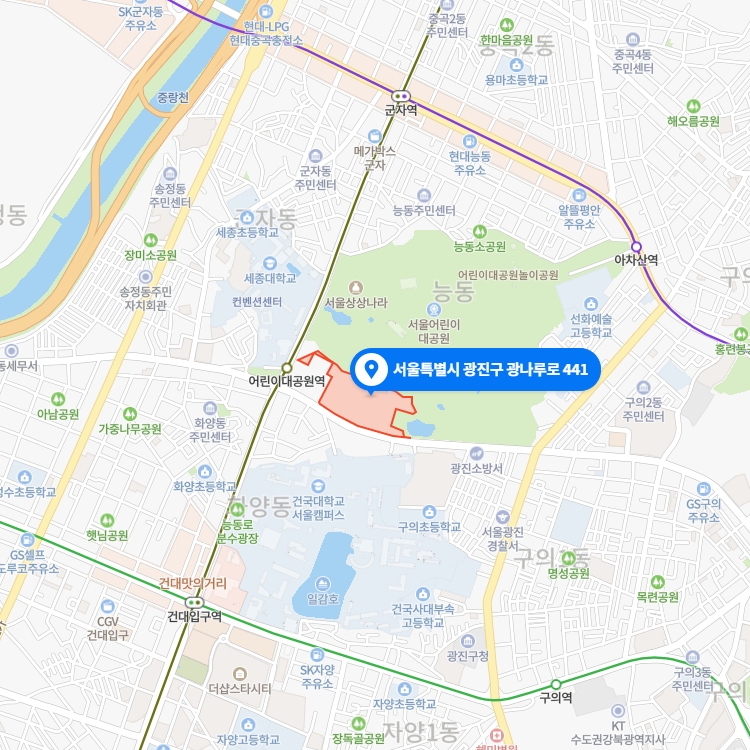 SK군자동
주유소
현대-LPG
현대중곡충전소
중곡2동
주민센터
한마음공원
중곡2동
용마초등학교
중곡4동
주민센터
해오름공원
중랑천
군자역
메가박스
군자
현대능동
주유소
군자동
주민센터
송정동
주민센터
능동주민센터
알뜰평안
주유소
군자동
세종초등학교
능동소공원
장미소공원
아차산역
세종대학교
어린이대공원놀이공원
송정동주민
자치회관
컨벤션센터
서울상상나라
능동
서울어린이
대공원
선화예술
고등학교
홍련봉공
동세무서
어린이대공원역
서울특별시 광진구 광나루로 441
구의2동
주민센터
아남공원
가중나무공원
화양동
주민센터
광진소방서
성수초등학교
화양초등학교
건국대학교
서울캠퍼스
GS구의
주유소
화양동
능동로
분수광장
구의초등학교
서울광진
경찰서
햇님공원
GS셀프
도루코주유소
구의1동
명성공원
건대맛의거리
일감호
목련공원
건대입구역
건국사대부속
고등학교
CGV
건대입구
광진구청
SK자양
주유소
구의3동
주민센터
더샵스타시티
자양초등학교
구의역
구의
자양고등학교
장독골공원
자양1동
혜민병원
KT
수도권강북광역지사